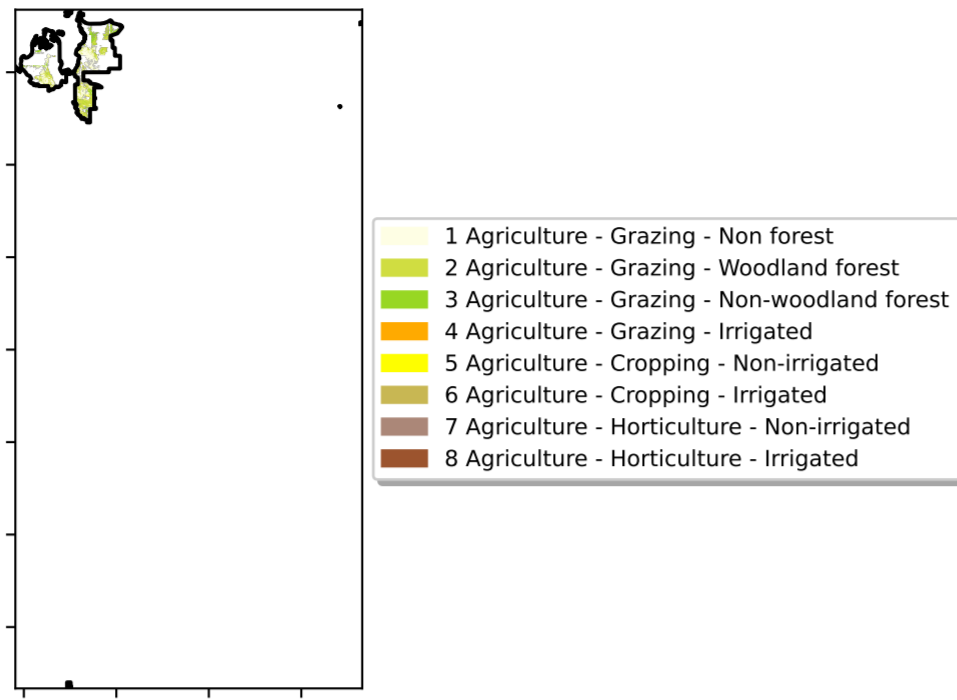 1 Agriculture - Grazing - Non forest
2 Agriculture - Grazing - Woodland forest
3 Agriculture - Grazing - Non-woodland forest
4 Agriculture - Grazing - Irrigated
5 Agriculture - Cropping - Non-irrigated
6 Agriculture - Cropping - Irrigated
7 Agriculture - Horticulture - Non-irrigated
8 Agriculture - Horticulture - Irrigated